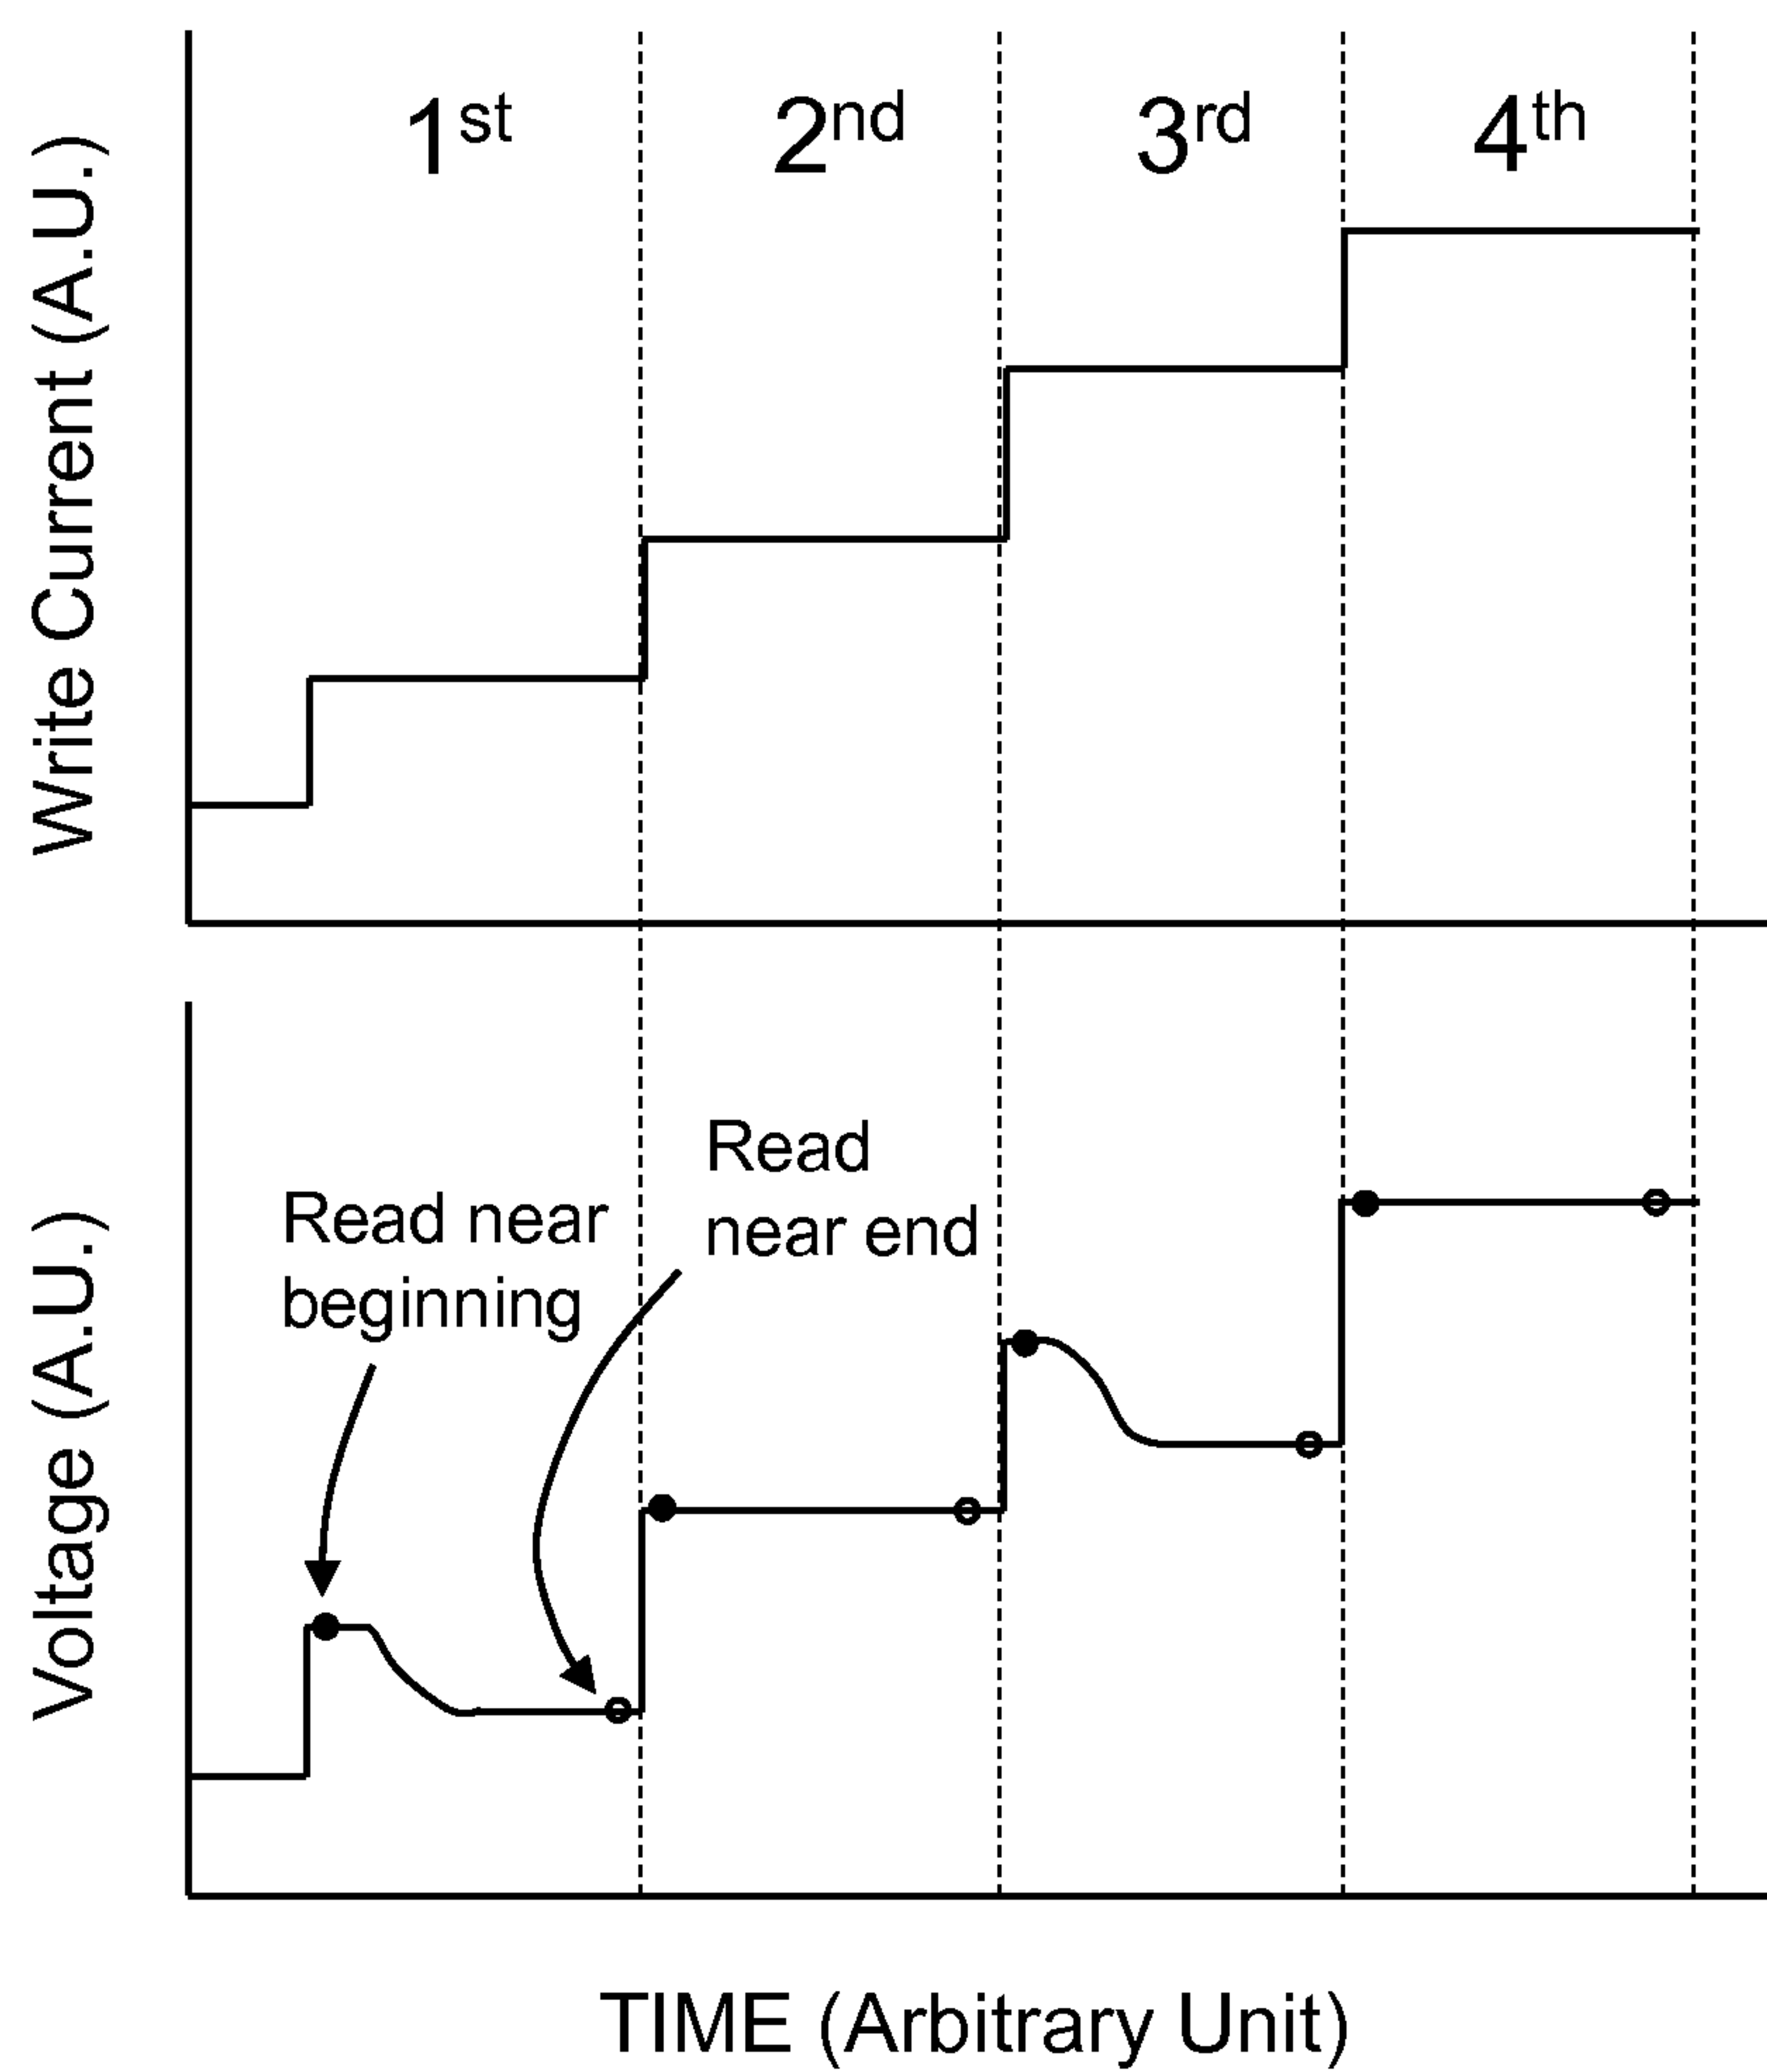 Write Current (A.U.)
1st
2nd
3rd
4th
Voltage (A.U.)
Read near
beginning
Read
near end
TIME (Arbitrary Unit)